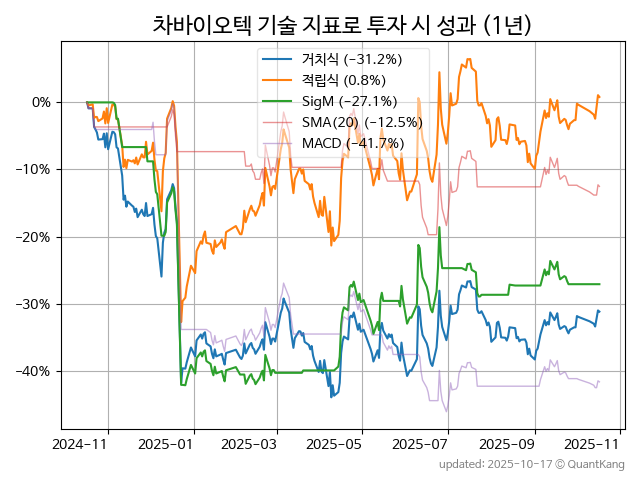 차바이오텍 기술 지표로 투자 시 성과 (1년)
거치식 (−31.2%)
적립식 (0.8%)
SigM (−27.1%)
SMA(20) (−12.5%)
MACD (−41.7%)
0%
−10%
−20%
−30%
−40%
2024-11 2025-01 2025-03 2025-05 2025-07 2025-09 2025-11
updated: 2025-10-17 © QuantKang